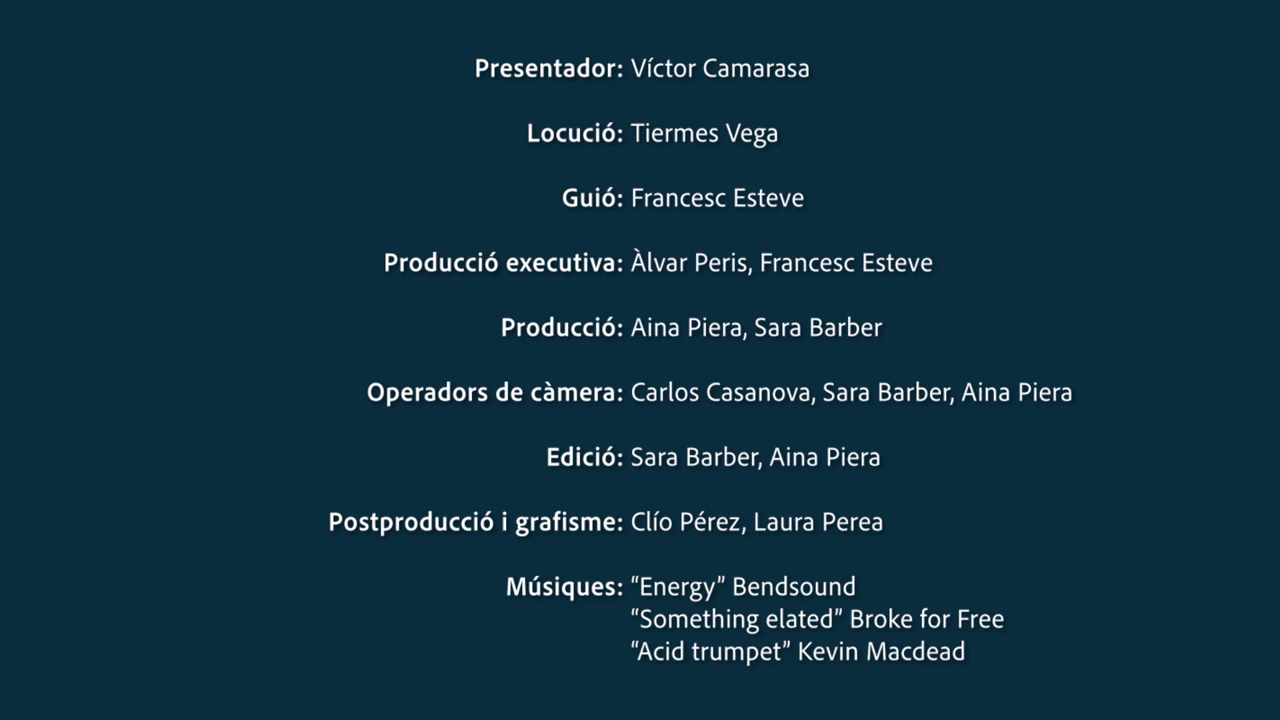 Presentador: Víctor Camarasa
Locució: Tiermes Vega
Guió: Francesc Esteve
Producció executiva: Àlvar Peris, Francesc Esteve
Producció: Aina Piera, Sara Barber
Operadors de càmera: Carlos Casanova, Sara Barber, Aina Piera
Edició: Sara Barber, Aina Piera
Postproducció i grafisme: Clío Pérez, Laura Perea
Músiques: “Energy” Bendsound
“Something elated” Broke for Free
“Acid trumpet” Kevin Macdead